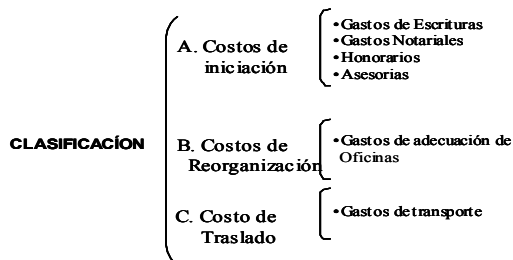 CLASIFICACÍON
A. Costos de
iniciación
•Gastos de Escrituras
•Gastos Notariales
•Honorarios
•Asesorias
B. Costos de
Reorganización
•Gastos de adecuación de
Oficinas
C. Costo de
Traslado
•Gastos de transporte